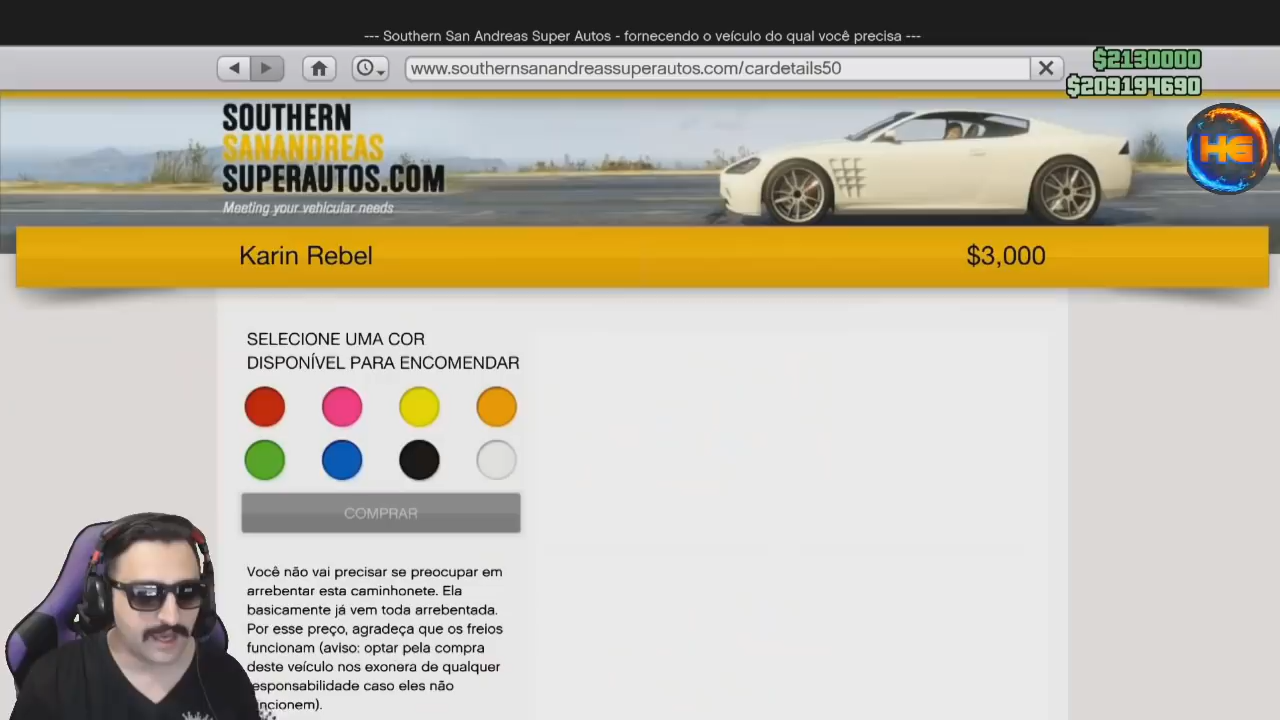 --- Southern San Andreas Super Autos - fornecendo o veículo do qual você precisa ---
www.southernsanandreassuperautos.com/cardetails50
$2130000
$209194690
SOUTHERN
SANANDREAS
SUPERAUTOS.COM
Meeting your vehicular needs
HG
Karin Rebel
$3,000
SELECIONE UMA COR
DISPONÍVEL PARA ENCOMENDAR
COMPRAR
Você não vai precisar se preocupar em
arrebentar esta caminhonete. Ela
basicamente já vem toda arrebentada.
Por esse preço, agradeça que os freios
funcionam (aviso: optar pela compra
deste veículo nos exonera de qualquer
responsabilidade caso eles não
ncionem).